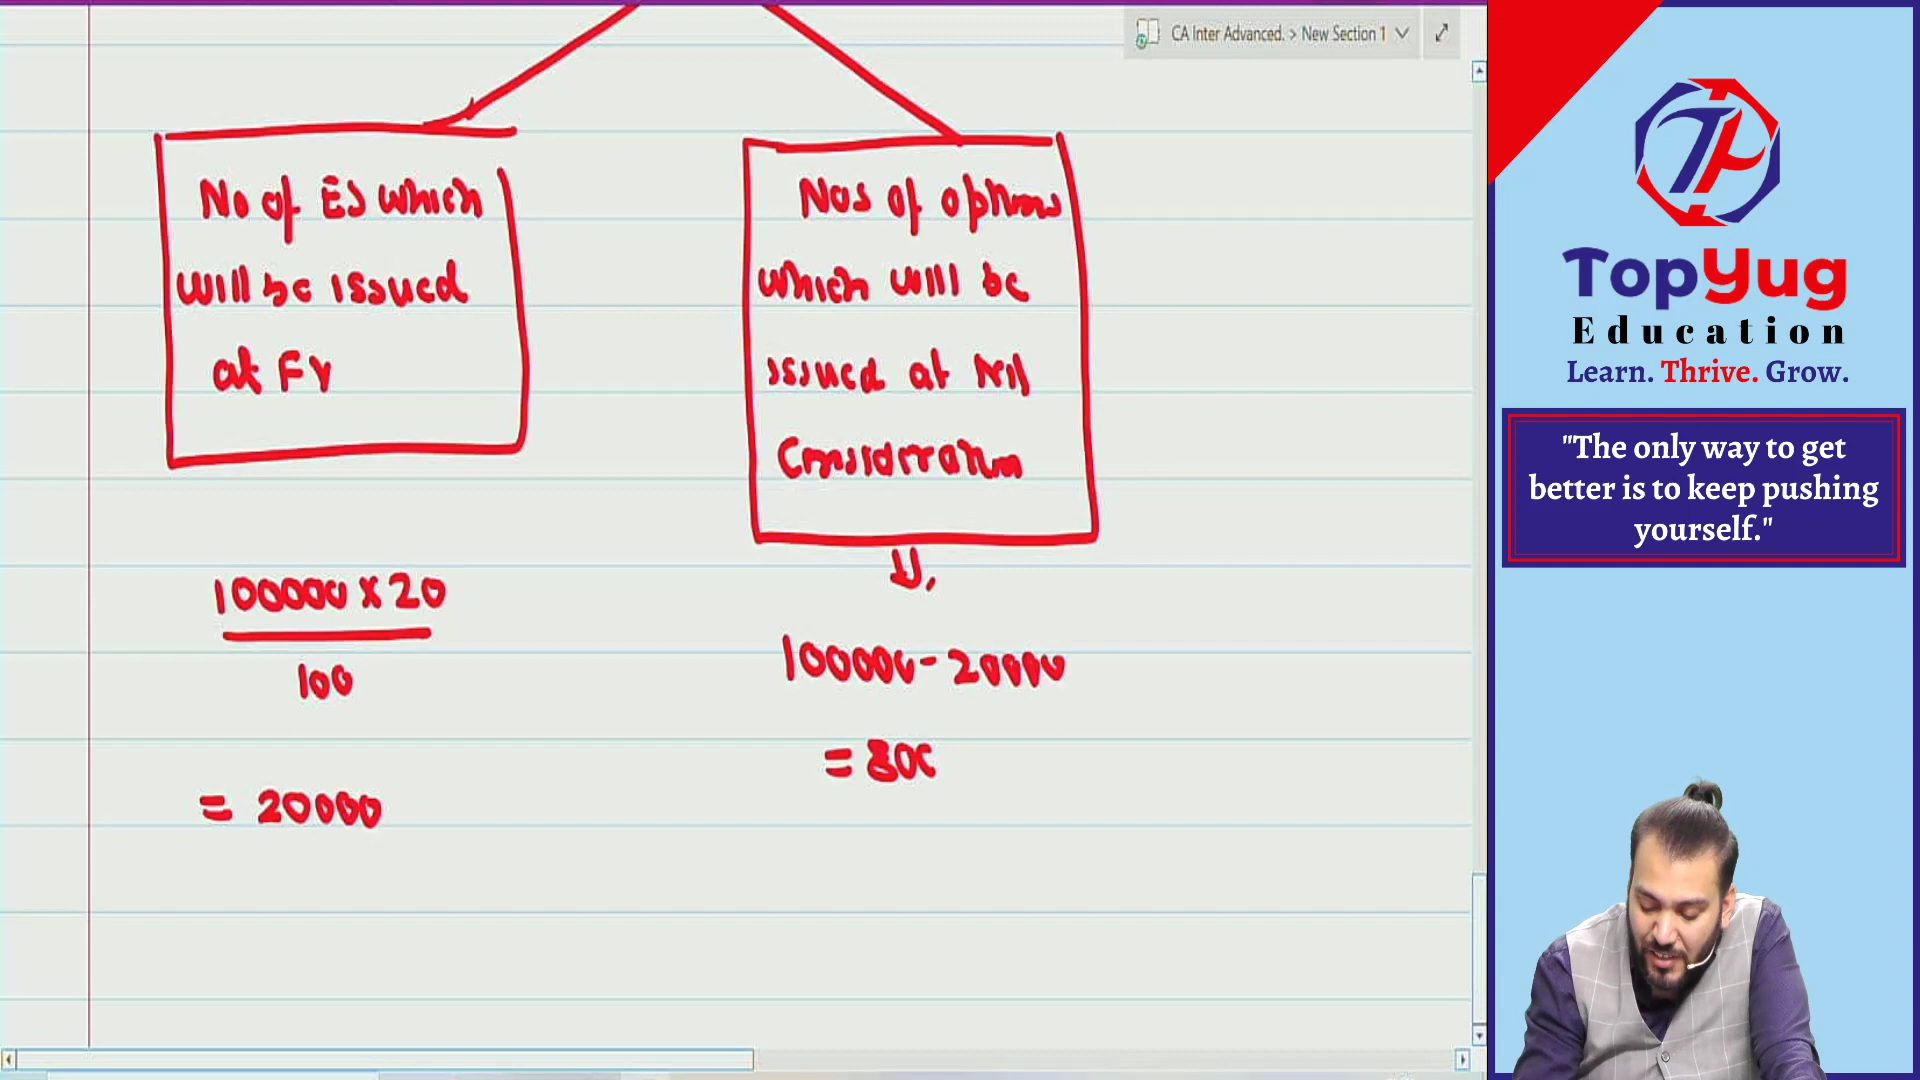 CA Inter Advanced. > New Section 1
No of ES which
will be issued
at FV
100000 x 20
100
= 20000
Nos of options
which will be
issued at Nil
Consideration
100000 - 20000
= 800
TopYug
Education
Learn. Thrive. Grow.
"The only way to get
better is to keep pushing
yourself."